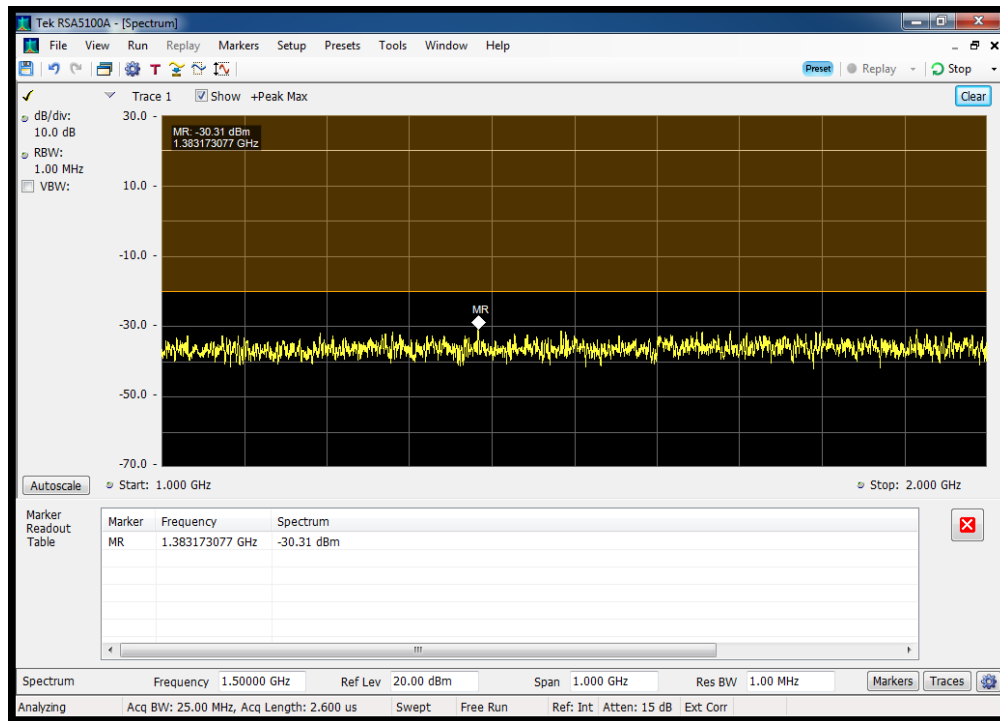 Tek RSA5100A - [Spectrum]
File View Run Replay Markers Setup Presets Tools Window Help
T Preset Replay Stop
Trace 1 Show +Peak Max Clear
dB/div:
10.0 dB
RBW:
1.00 MHz
VBW:
30.0
10.0
-10.0
-30.0
-50.0
-70.0
MR: -30.31 dBm
1.383173077 GHz
MR
Autoscale Start: 1.000 GHz Stop: 2.000 GHz
Marker
Readout
Table
Marker Frequency Spectrum
MR 1.383173077 GHz -30.31 dBm
Spectrum Frequency 1.50000 GHz Ref Lev 20.00 dBm Span 1.000 GHz Res BW 1.00 MHz Markers Traces
Analyzing Acq BW: 25.00 MHz, Acq Length: 2.600 us Swept Free Run Ref: Int Atten: 15 dB Ext Corr